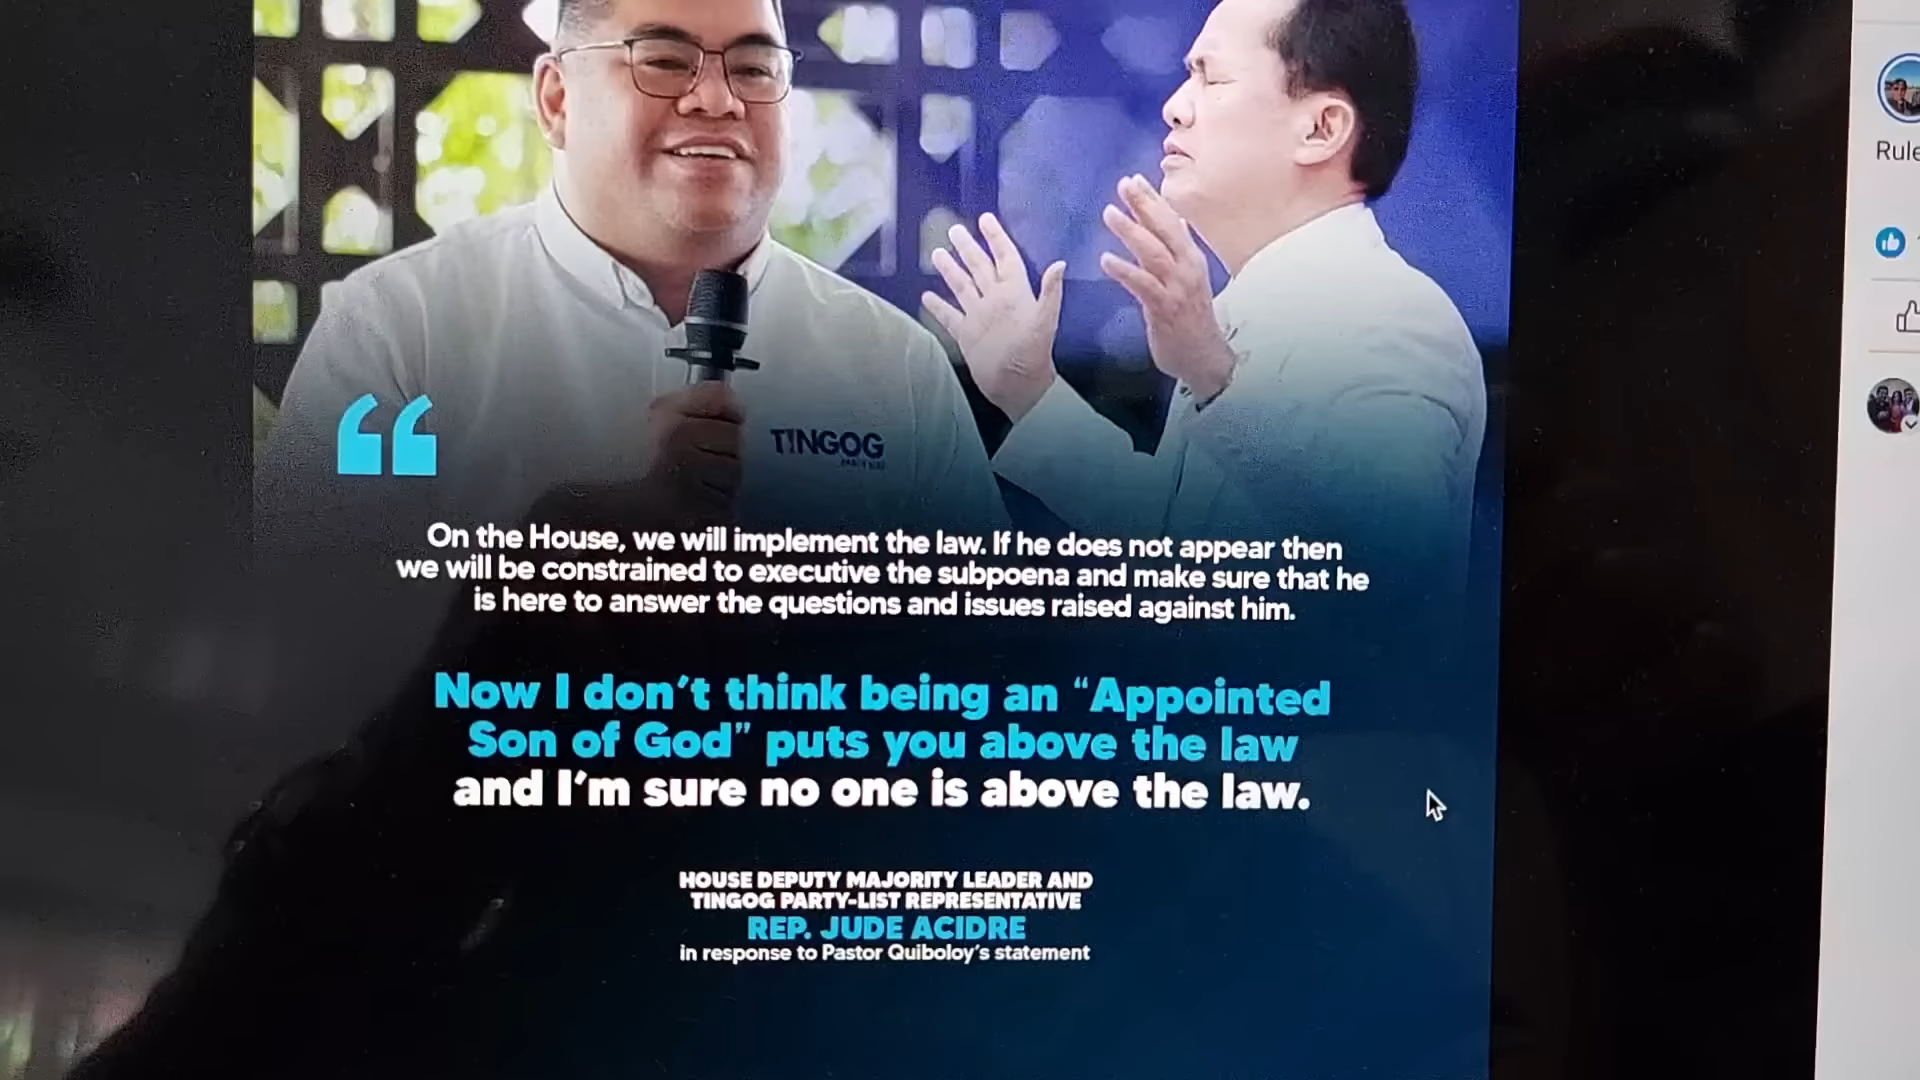 TINGOG
“
On the House, we will implement the law. If he does not appear then
we will be constrained to executive the subpoena and make sure that he
is here to answer the questions and issues raised against him.
Now I don't think being an “Appointed
Son of God” puts you above the law
and I'm sure no one is above the law.
HOUSE DEPUTY MAJORITY LEADER AND
TINGOG PARTY-LIST REPRESENTATIVE
REP. JUDE ACIDRE
in response to Pastor Quiboloy's statement
Rule